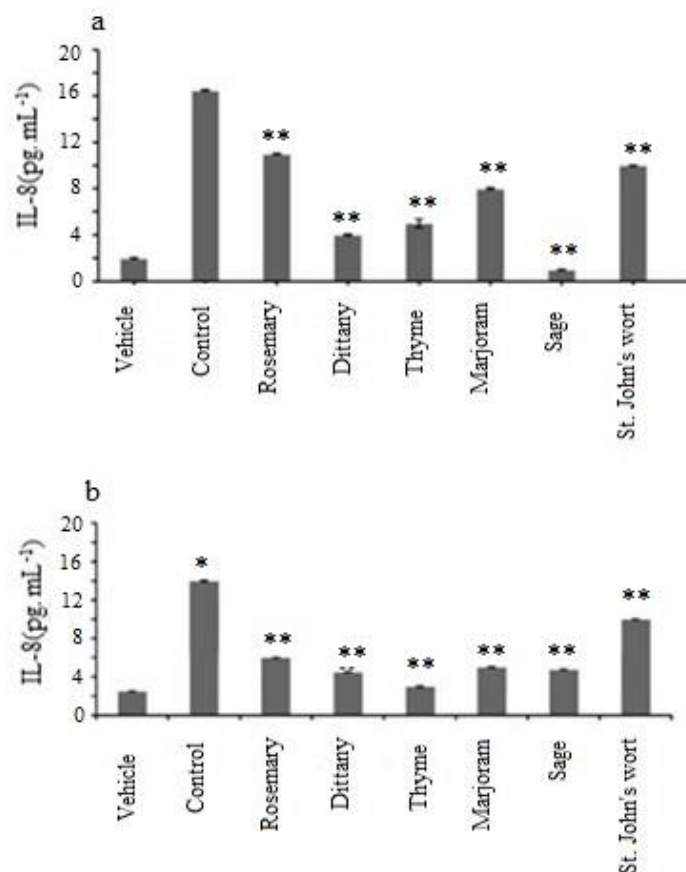 a
IL-8(pg.mL⁻¹)
20
16
12
8
4
0
**
**
**
**
**
**
Vehicle
Control
Rosemary
Dittany
Thyme
Marjoram
Sage
St. John's wort
b
IL-8(pg.mL⁻¹)
20
16
12
8
4
0
*
**
**
**
**
**
**
Vehicle
Control
Rosemary
Dittany
Thyme
Marjoram
Sage
St. John's wort